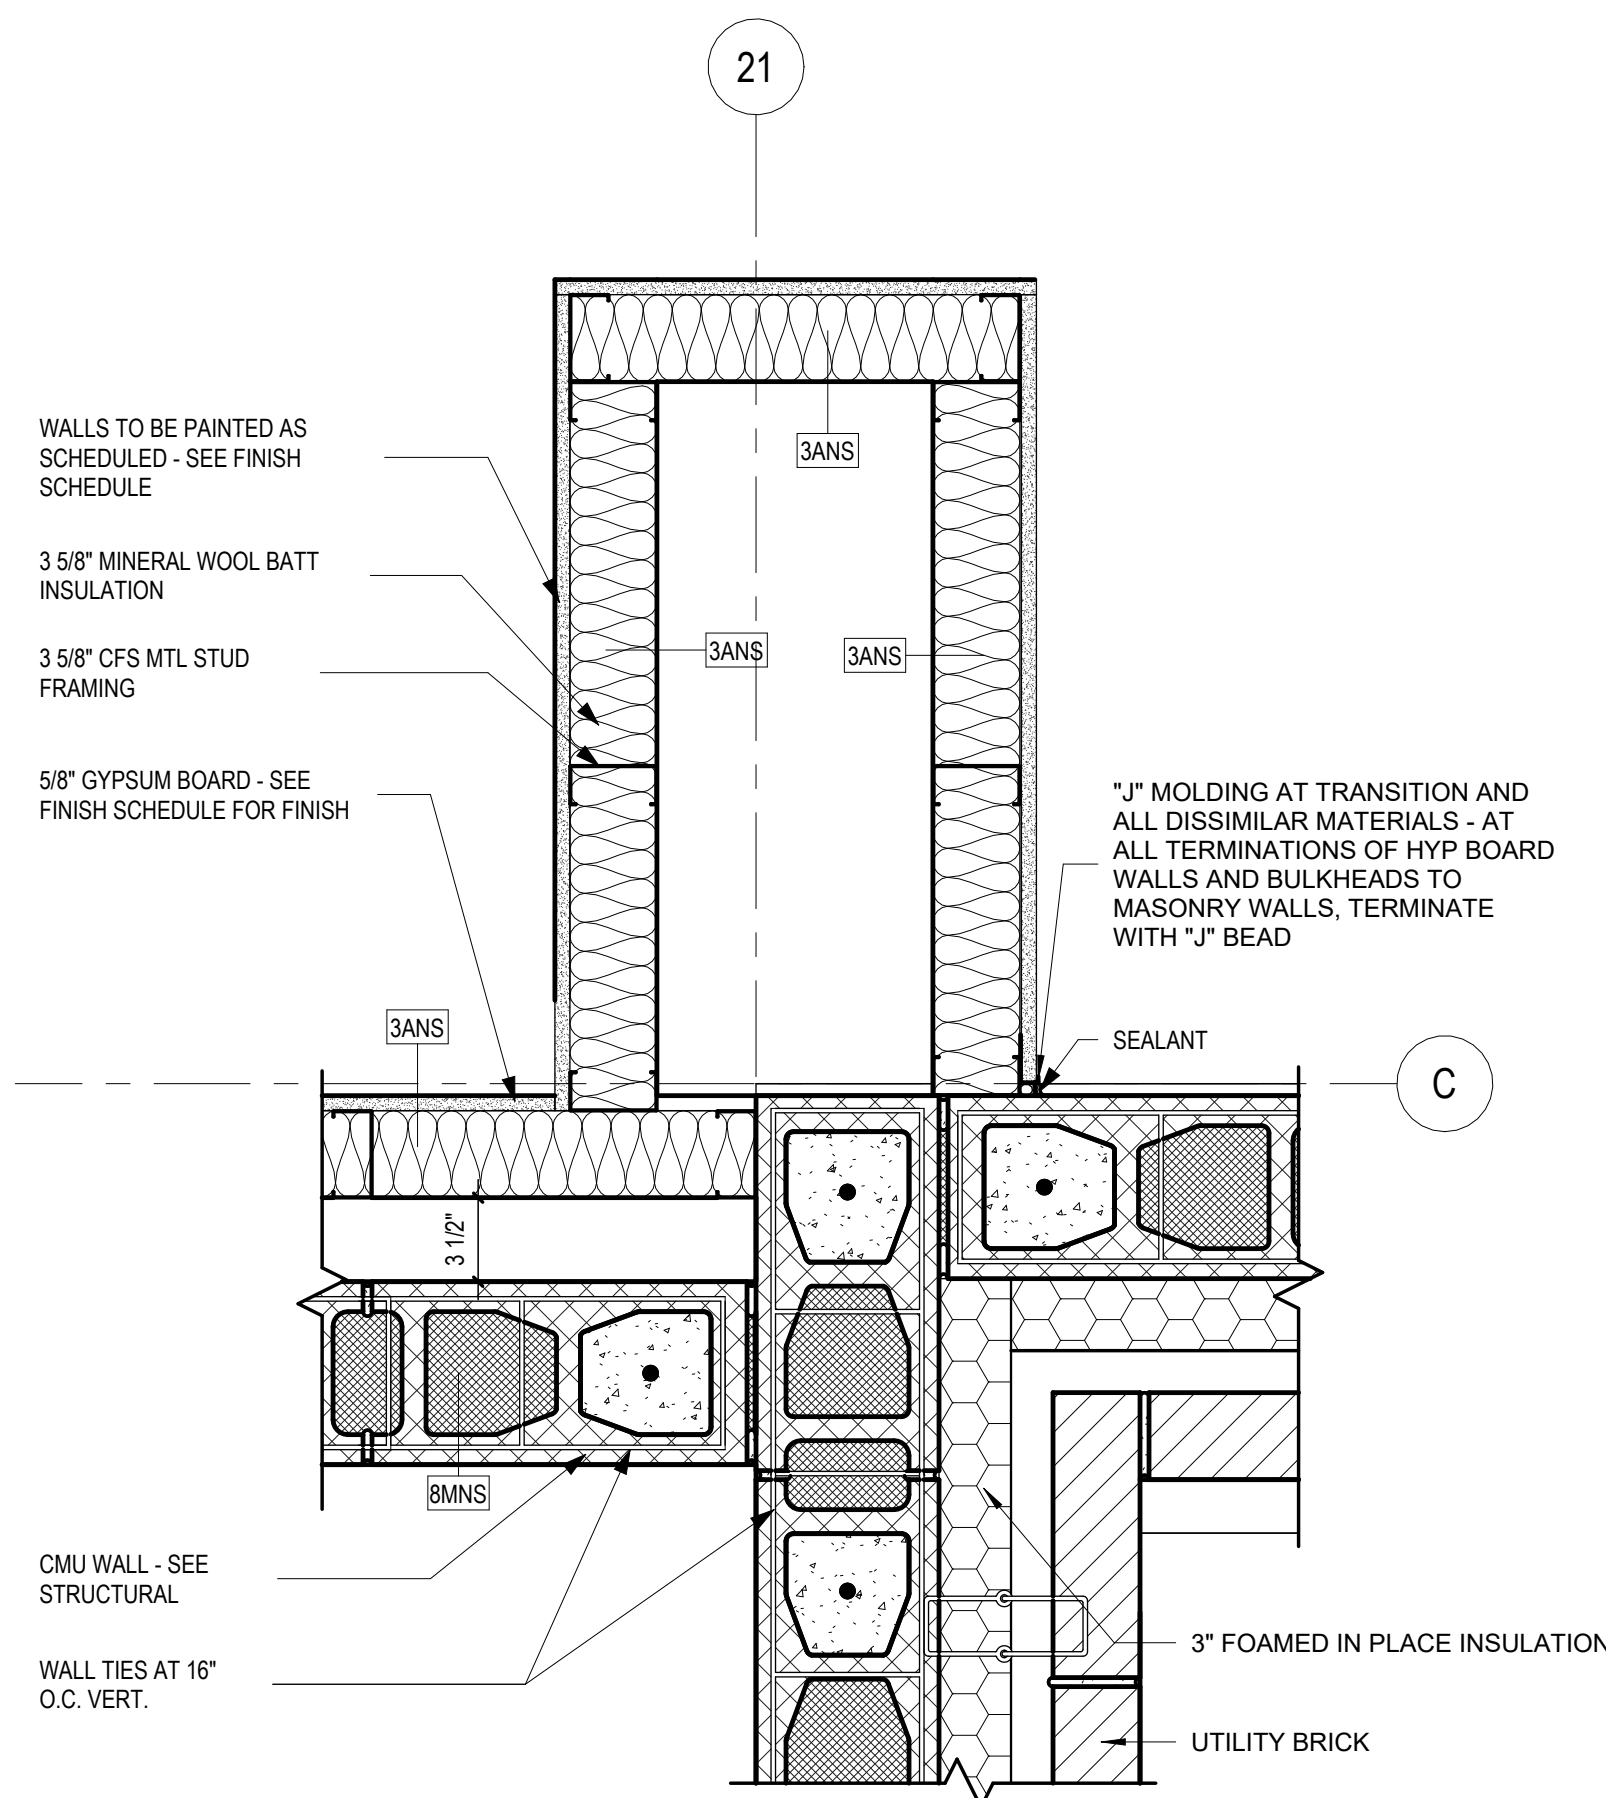 21
WALLS TO BE PAINTED AS
SCHEDULED - SEE FINISH
SCHEDULE
3ANS
3 5/8" MINERAL WOOL BATT
INSULATION
3 5/8" CFS MTL STUD
FRAMING
3ANS
3ANS
5/8" GYPSUM BOARD - SEE
FINISH SCHEDULE FOR FINISH
"J" MOLDING AT TRANSITION AND
ALL DISSIMILAR MATERIALS - AT
ALL TERMINATIONS OF HYP BOARD
WALLS AND BULKHEADS TO
MASONRY WALLS, TERMINATE
WITH "J" BEAD
3ANS
SEALANT
C
3 1/2"
8MNS
CMU WALL - SEE
STRUCTURAL
WALL TIES AT 16"
O.C. VERT.
3" FOAMED IN PLACE INSULATION
UTILITY BRICK